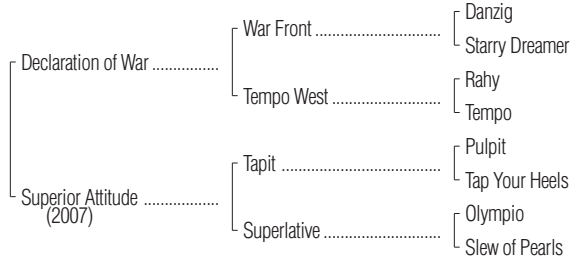 Danzig
War Front ........................................
Starry Dreamer
Declaration of War ................
Rahy
Tempo West ..................................
Tempo
Pulpit
Tapit .................................................
Tap Your Heels
Superior Attitude ..................
(2007)
Olympio
Superlative .....................................
Slew of Pearls